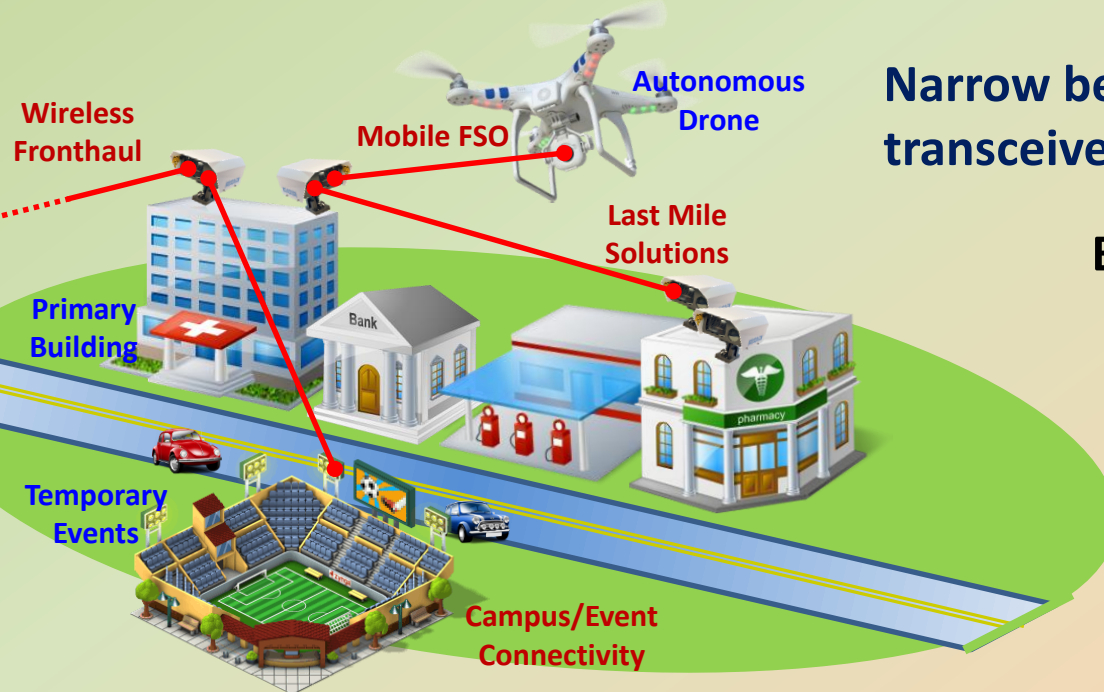 Wireless
Fronthaul
Mobile FSO
Autonomous
Drone
Narrow be
transceive
Last Mile
Solutions
E
Primary
Building
Bank
pharmacy
Temporary
Events
Campus/Event
Connectivity